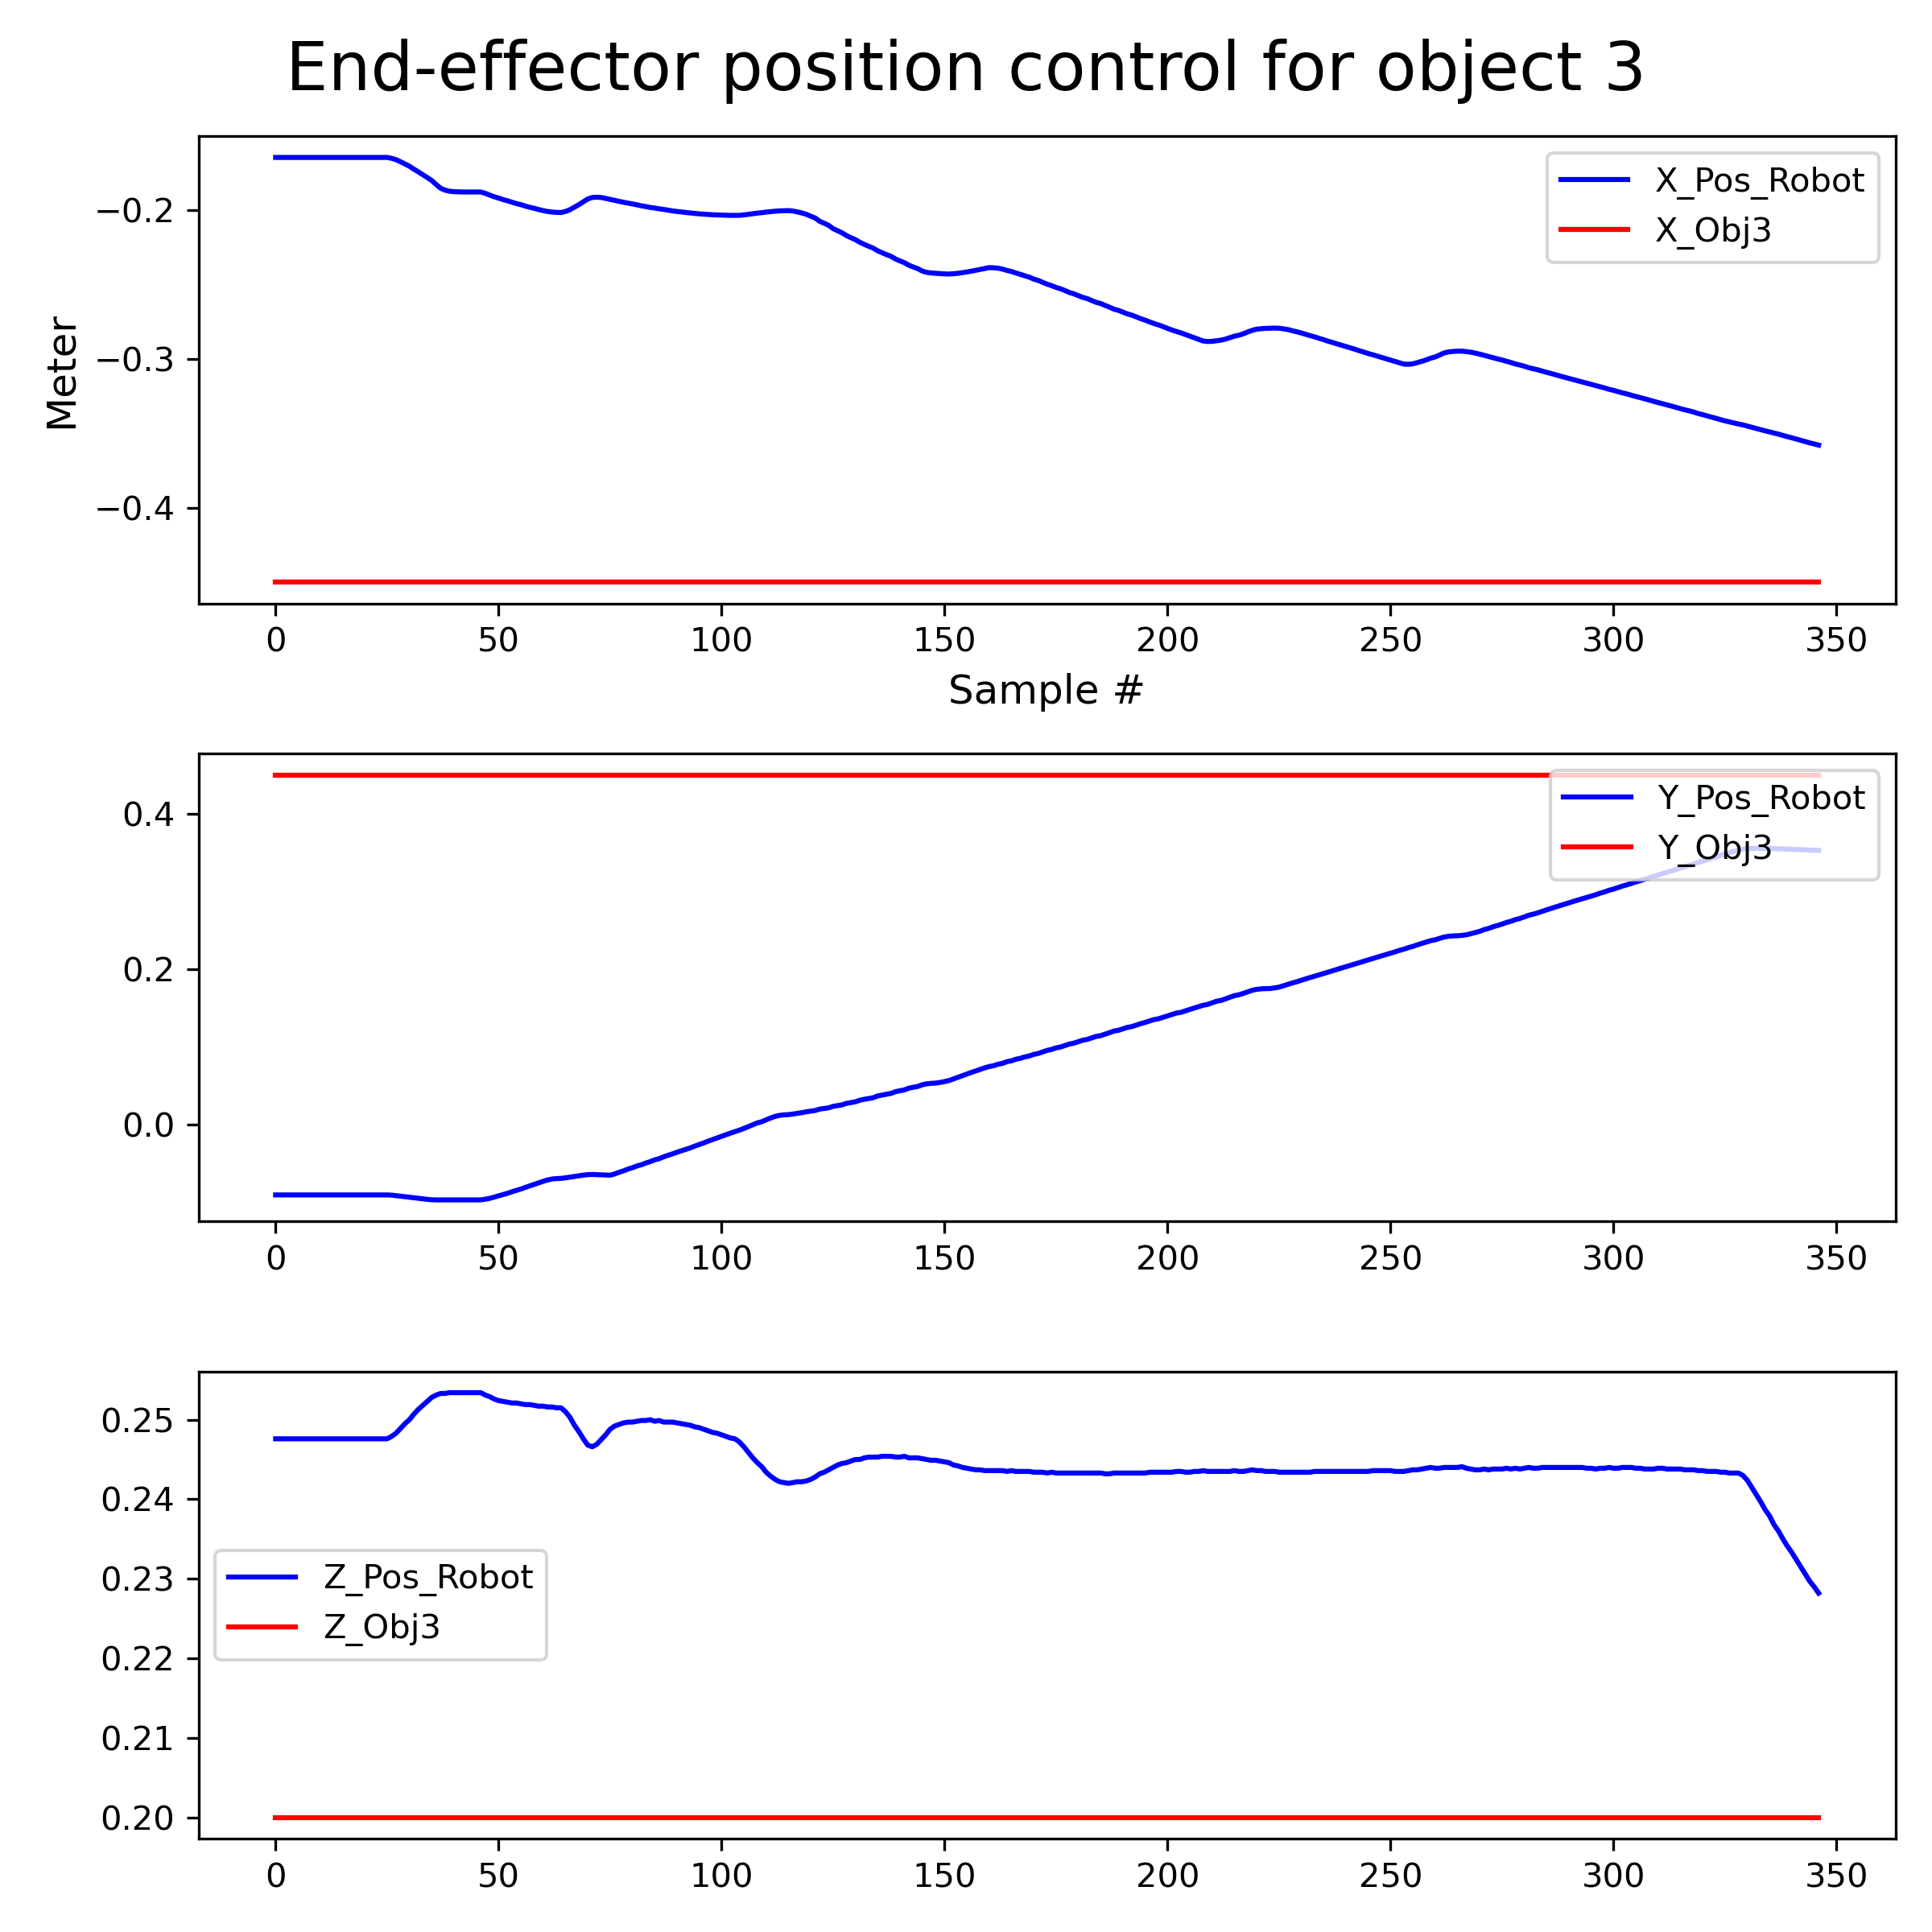 End-effector position control for object 3
X_Pos_Robot
X_Obj3
−0.2
−0.3
−0.4
Meter
0 50 100 150 200 250 300 350
Sample #
Y_Pos_Robot
Y_Obj3
0.4
0.2
0.0
0 50 100 150 200 250 300 350
0.25
0.24
0.23
0.22
0.21
0.20
Z_Pos_Robot
Z_Obj3
0 50 100 150 200 250 300 350